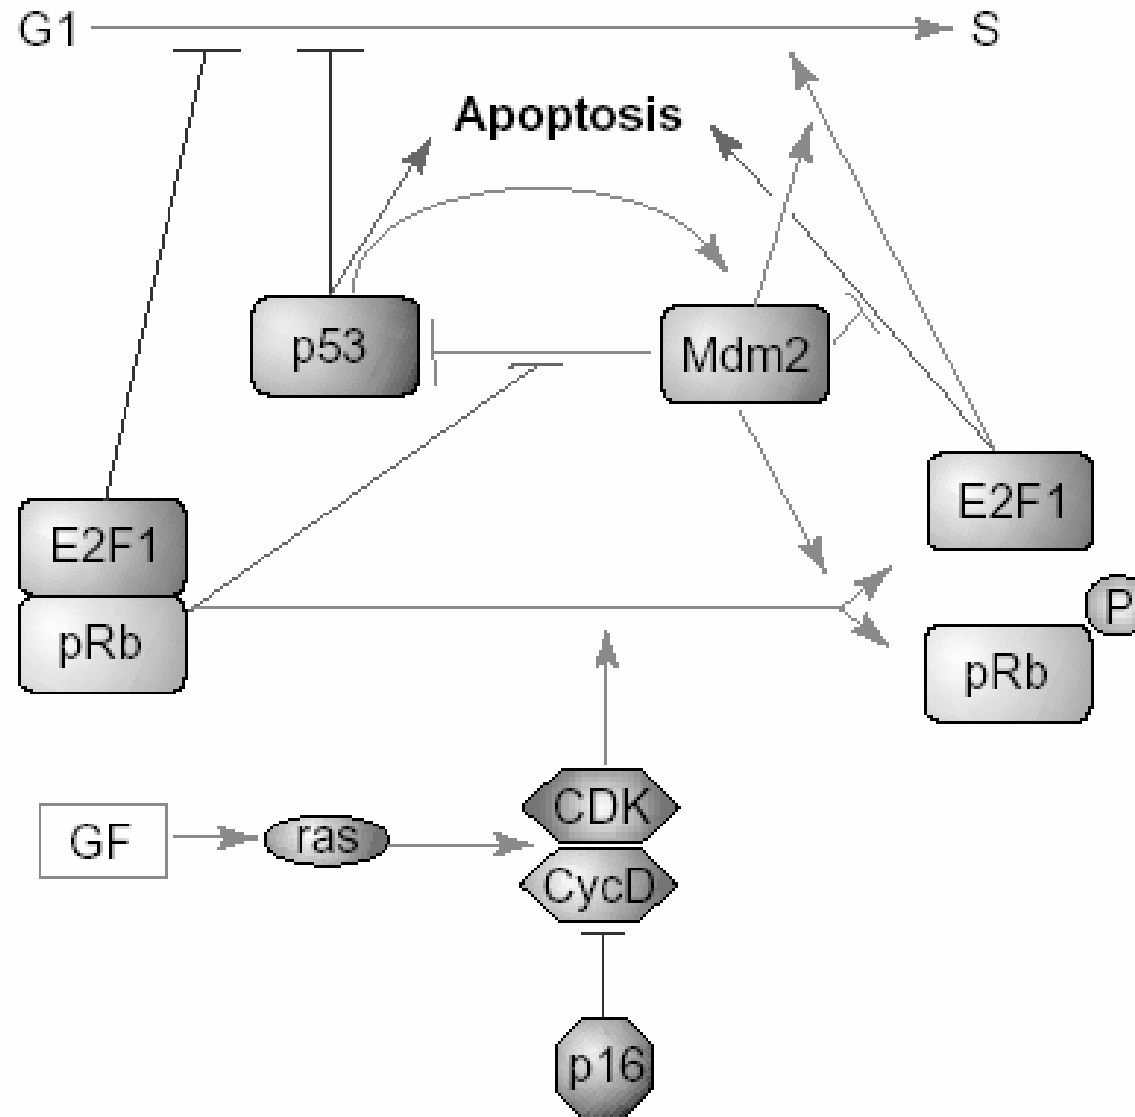 G1 S
Apoptosis
p53
Mdm2
E2F1
E2F1
pRb
P
pRb
CDK
GF
ras
CycD
p16